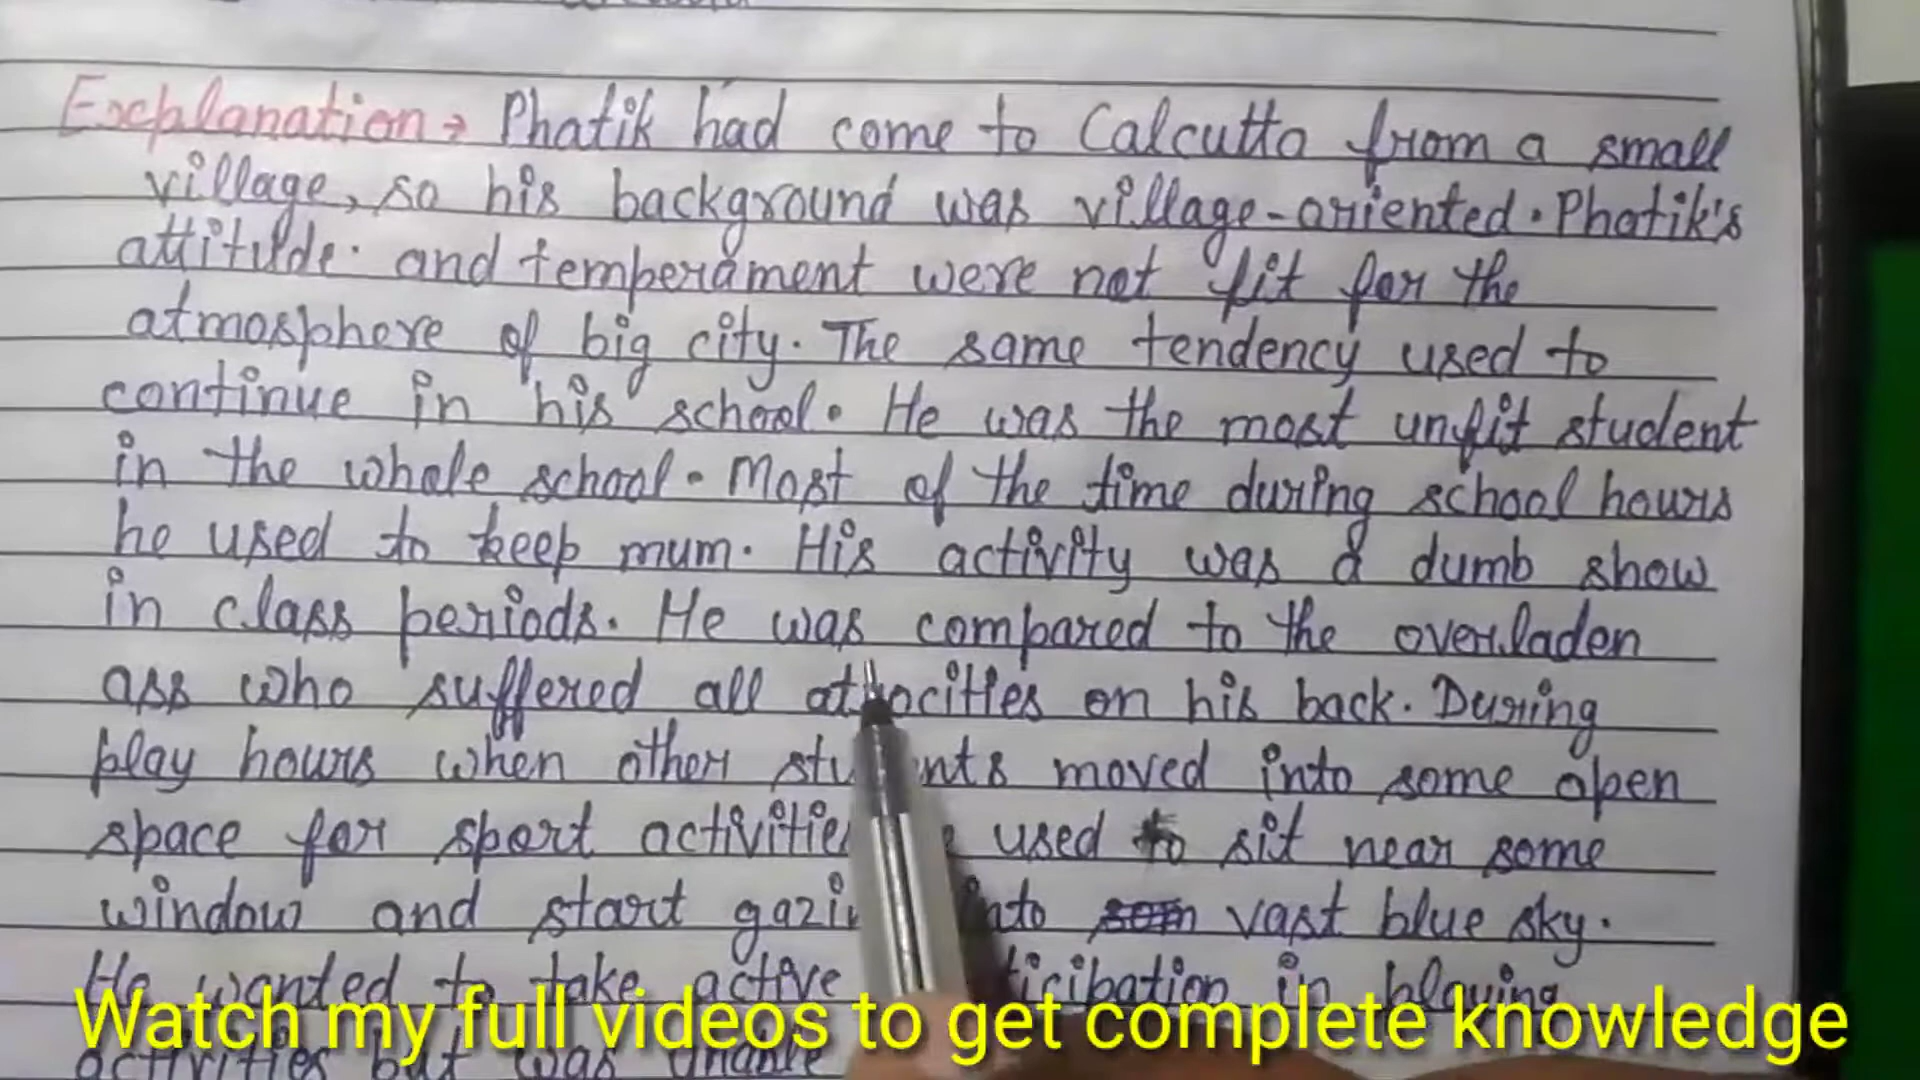 Explanation → Phatik had come to Calcutta from a small
village, so his background was village-oriented. Phatik's
attitude and temperament were not fit for the
atmosphere of big city. The same tendency used to
continue in his school. He was the most unfit student
in the whole school. Most of the time during school hours
he used to keep mum. His activity was a dumb show
in class periods. He was compared to the overladen
ass who suffered all atrocities on his back. During
play hours when other students moved into some open
space for sport activities used to sit near some
window and start gazing into vast blue sky.
He wanted to take active participation in playing
activities but was unable
Watch my full videos to get complete knowledge